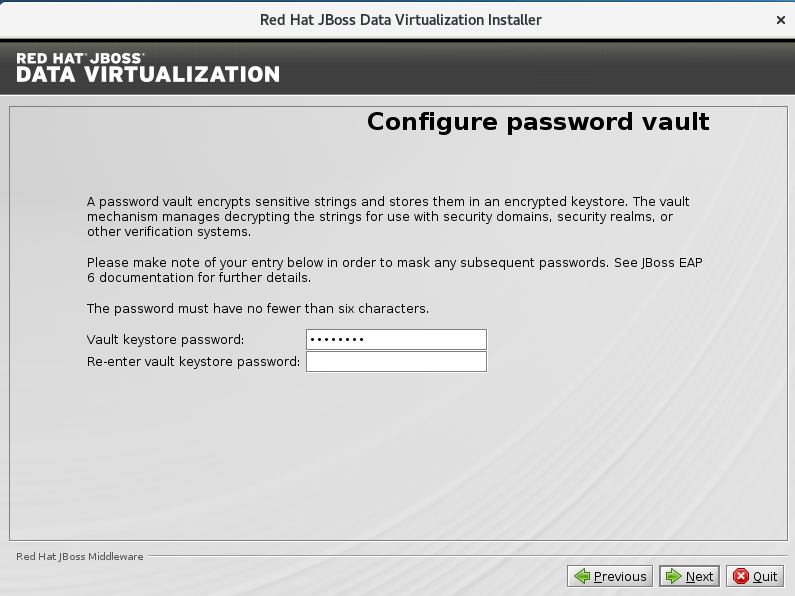 Red Hat JBoss Data Virtualization Installer
RED HAT® JBOSS®
DATA VIRTUALIZATION
Configure password vault
A password vault encrypts sensitive strings and stores them in an encrypted keystore. The vault
mechanism manages decrypting the strings for use with security domains, security realms, or
other verification systems.
Please make note of your entry below in order to mask any subsequent passwords. See JBoss EAP
6 documentation for further details.
The password must have no fewer than six characters.
Vault keystore password: ••••••••
Re-enter vault keystore password:
Red Hat JBoss Middleware
Previous Next Quit